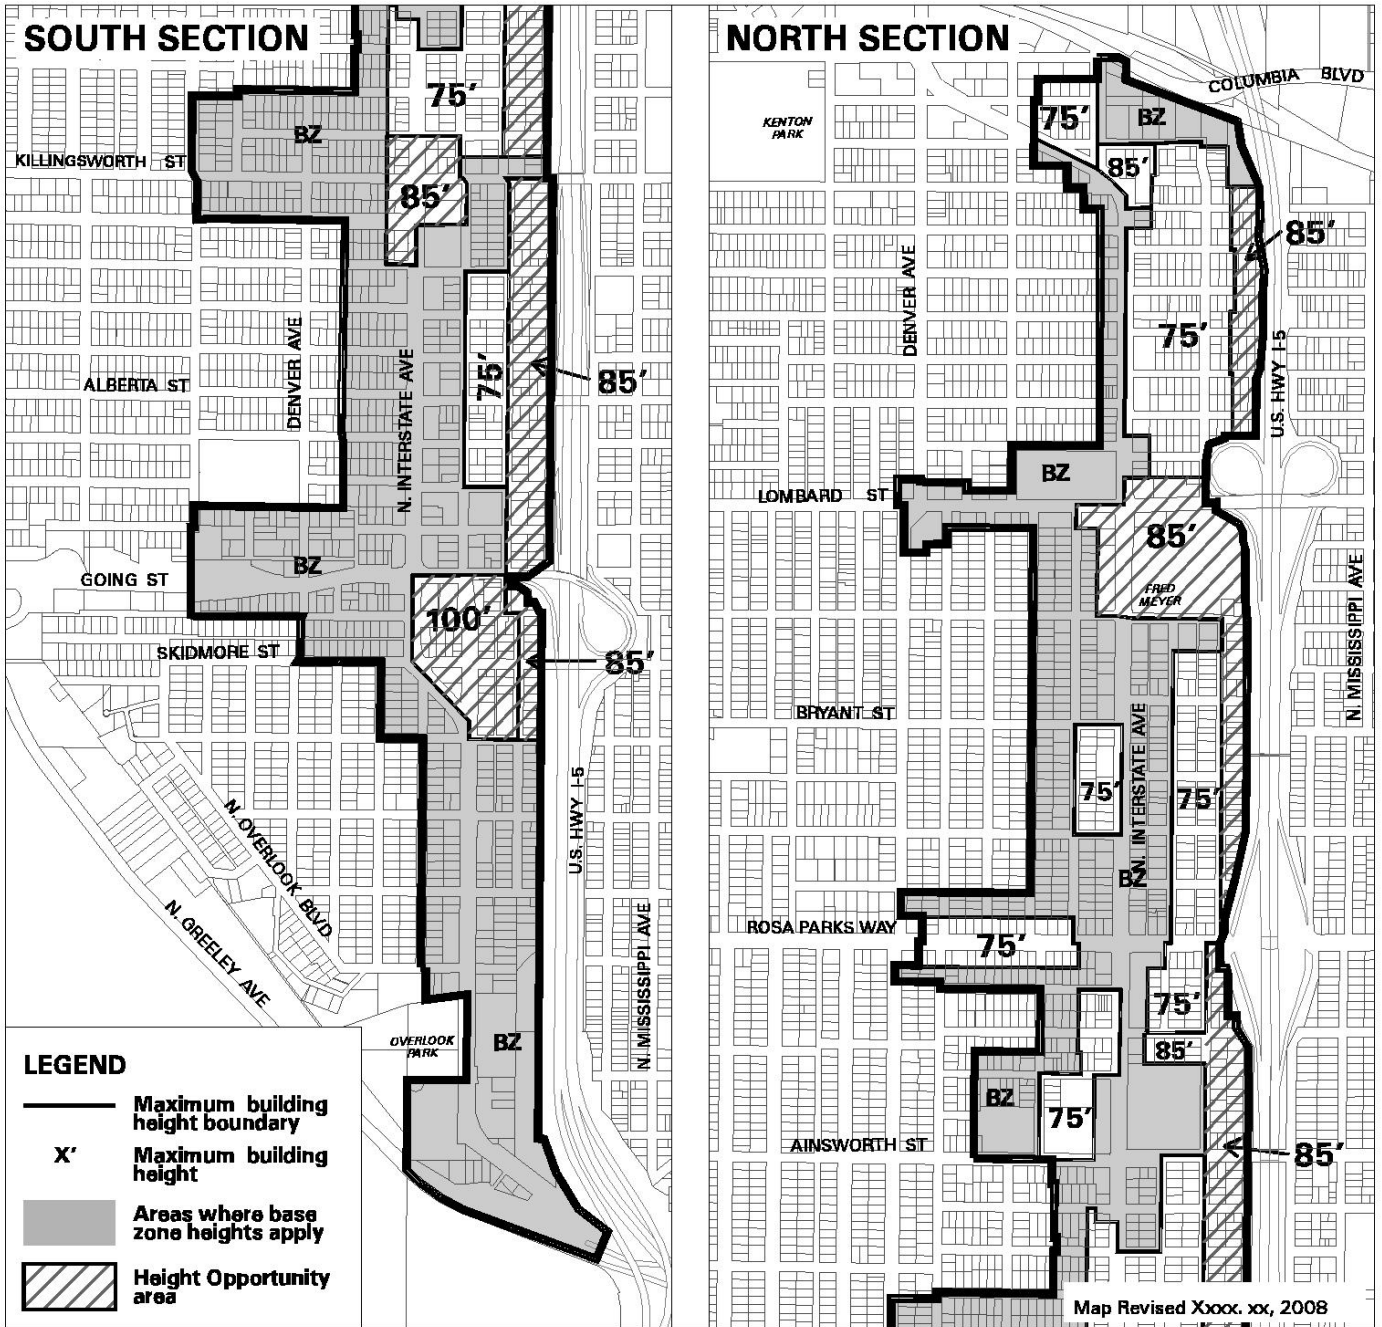 SOUTH SECTION
75'
BZ
KILLINGSWORTH ST
85'
DENVER AVE
N. INTERSTATE AVE
75'
ALBERTA ST
85'
BZ
GOING ST
100'
SKIDMORE ST
85'
U.S. HWY I-5
N. OVERLOOK BLVD
N. GREELEY AVE
N. MISSISSIPPI AVE
OVERLOOK
PARK
BZ
LEGEND
Maximum building
height boundary
X'
Maximum building
height
Areas where base
zone heights apply
Height Opportunity
area
NORTH SECTION
COLUMBIA BLVD
KENTON
PARK
75'
BZ
85'
85'
DENVER AVE
75'
U.S. HWY I-5
BZ
LOMBARD ST
85'
FRED
MEYER
N. MISSISSIPPI AVE
BRYANT ST
N. INTERSTATE AVE
75'
75'
BZ
ROSA PARKS WAY
75'
75'
85'
BZ
75'
AINSWORTH ST
85'
Map Revised Xxxx. xx, 2008